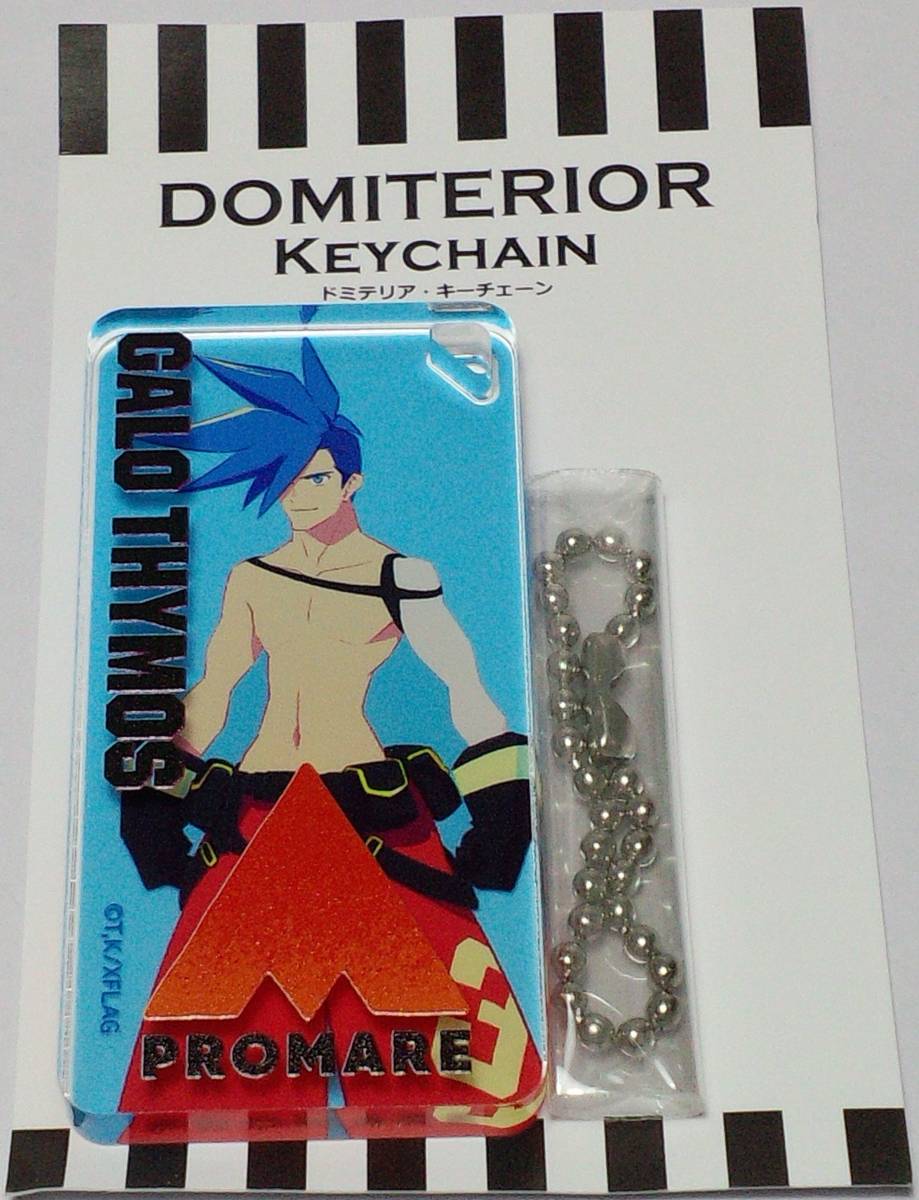 DOMITERIOR
KEYCHAIN
ドミテリア・キーチェーン
GALO THYMOS
©T,K/XFLAG
PROMARE